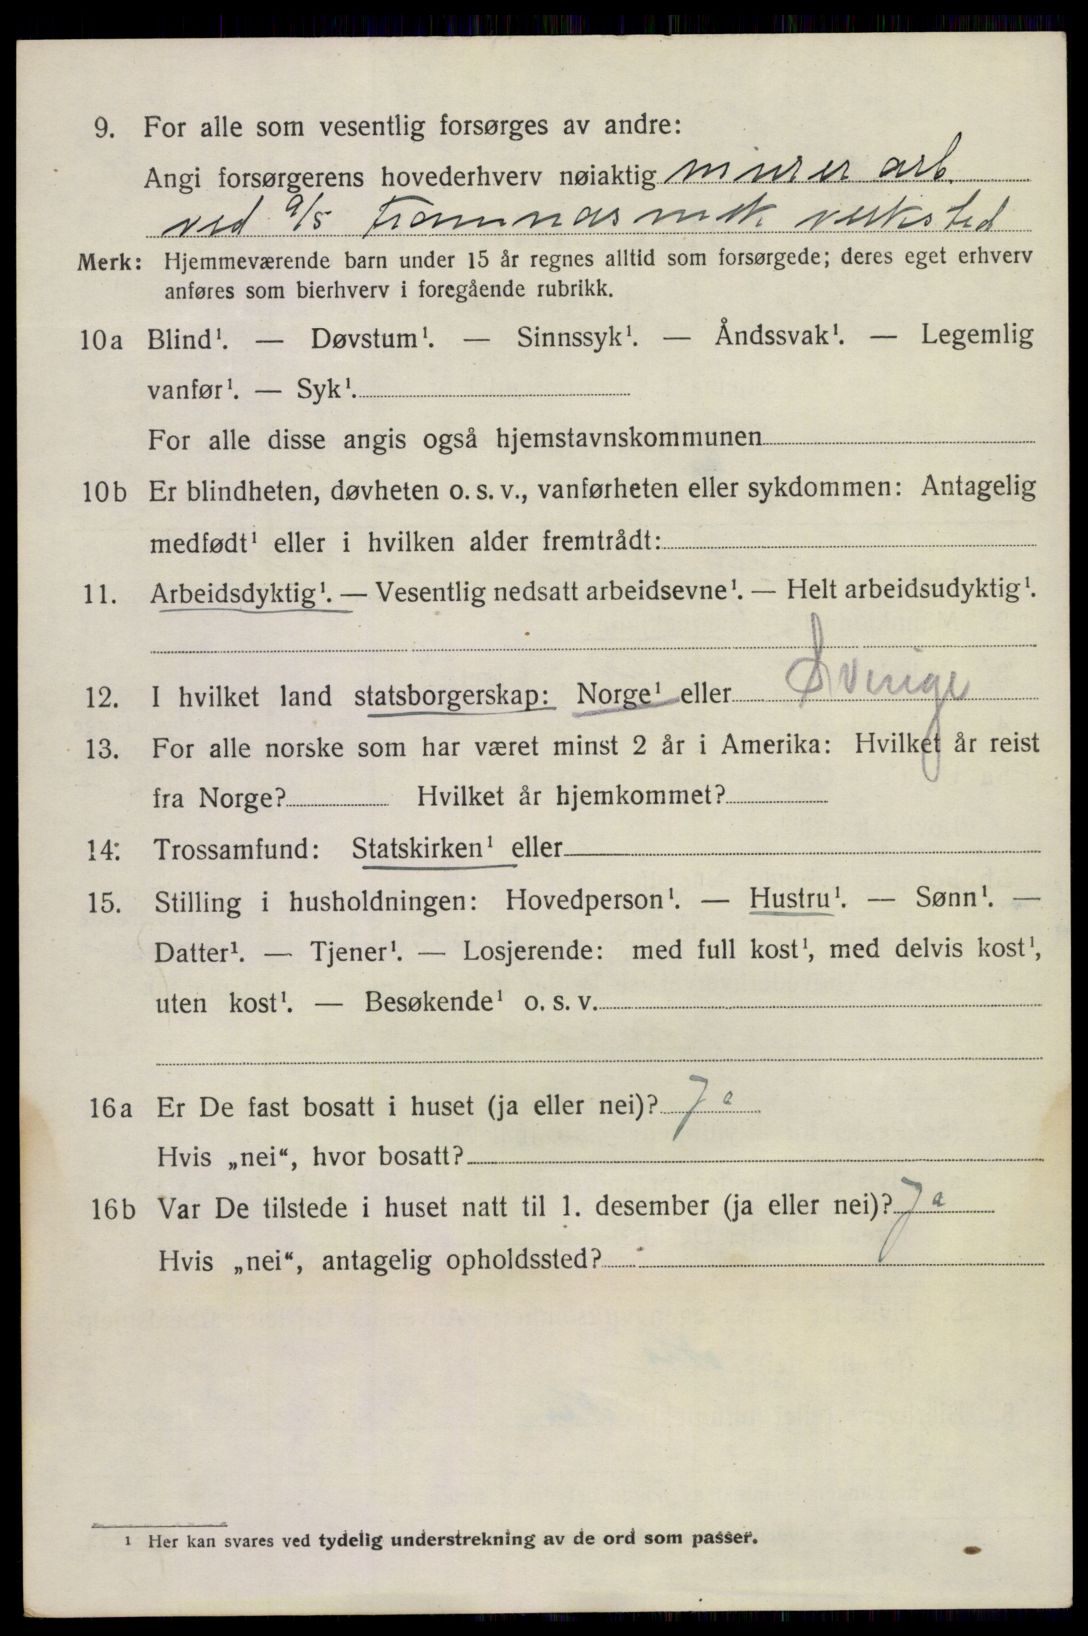 9. For alle som vesentlig forsørges av andre:
Angi forsørgerens hovederhverv nøiaktig murer arb.
ved A/S Framnæs mek verksted
Merk: Hjemmeværende barn under 15 år regnes alltid som forsørgede; deres eget erhverv
anføres som bierhverv i foregående rubrikk.
10a Blind¹. — Døvstum¹. — Sinnssyk¹. — Åndssvak¹. — Legemlig
vanfør¹. — Syk¹.
For alle disse angis også hjemstavnskommunen
10b Er blindheten, døvheten o. s. v., vanførheten eller sykdommen: Antagelig
medfødt¹ eller i hvilken alder fremtrådt:
11. Arbeidsdyktig¹. — Vesentlig nedsatt arbeidsevne¹. — Helt arbeidsudyktig¹.
12. I hvilket land statsborgerskap: Norge¹ eller Sverige
13. For alle norske som har været minst 2 år i Amerika: Hvilket år reist
fra Norge? Hvilket år hjemkommet?
14. Trossamfund: Statskirken¹ eller
15. Stilling i husholdningen: Hovedperson¹. — Hustru¹. — Sønn¹. —
Datter¹. — Tjener¹. — Losjerende: med full kost¹, med delvis kost¹,
uten kost¹. — Besøkende¹ o. s. v.
16a Er De fast bosatt i huset (ja eller nei)? Ja
Hvis „nei“, hvor bosatt?
16b Var De tilstede i huset natt til 1. desember (ja eller nei)? Ja
Hvis „nei“, antagelig opholdssted?
¹ Her kan svares ved tydelig understrekning av de ord som passer.